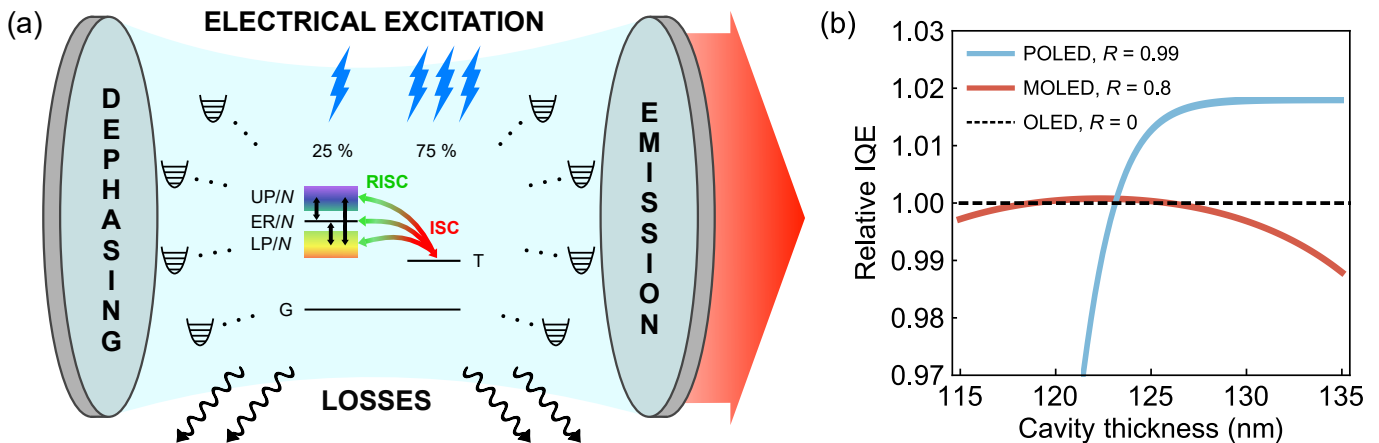 (a)
ELECTRICAL EXCITATION
DEPHASING
EMISSION
25 %
75 %
UP/N
ER/N
LP/N
RISC
ISC
T
G
LOSSES
(b)
POLED, R = 0.99
MOLED, R = 0.8
OLED, R = 0
Relative IQE
1.03
1.02
1.01
1.00
0.99
0.98
0.97
115
120
125
130
135
Cavity thickness (nm)